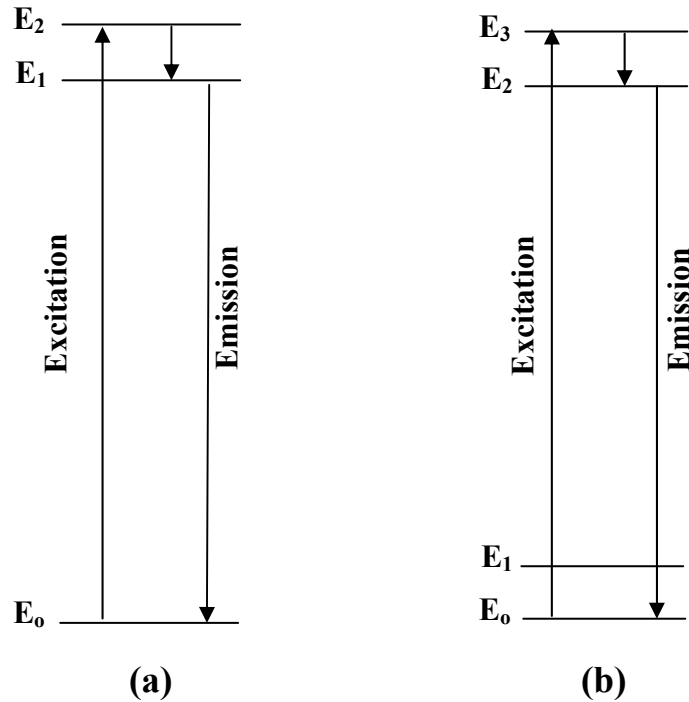 E₂
E₁
Excitation
Emission
Eₒ
(a)
E₃
E₂
Excitation
Emission
E₁
Eₒ
(b)